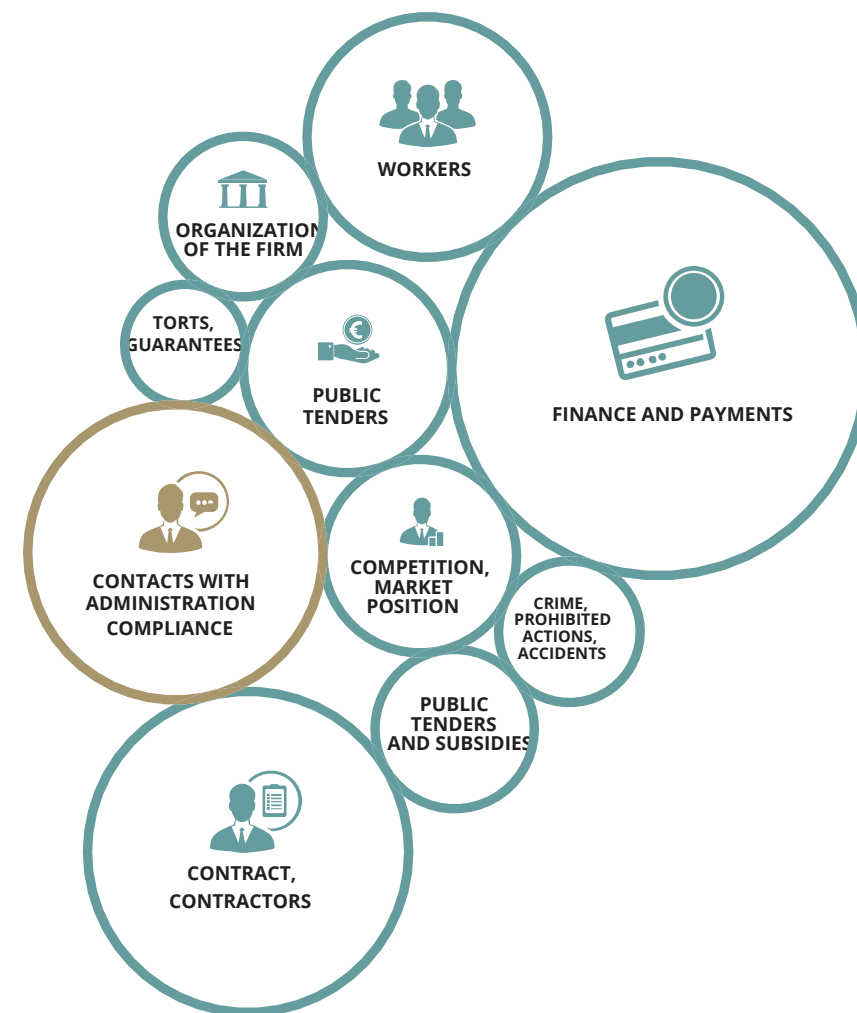 WORKERS
ORGANIZATION
OF THE FIRM
TORTS,
GUARANTEES
PUBLIC
TENDERS
FINANCE AND PAYMENTS
CONTACTS WITH
ADMINISTRATION
COMPLIANCE
COMPETITION,
MARKET
POSITION
CRIME,
PROHIBITED
ACTIONS,
ACCIDENTS
PUBLIC
TENDERS
AND SUBSIDIES
CONTRACT,
CONTRACTORS